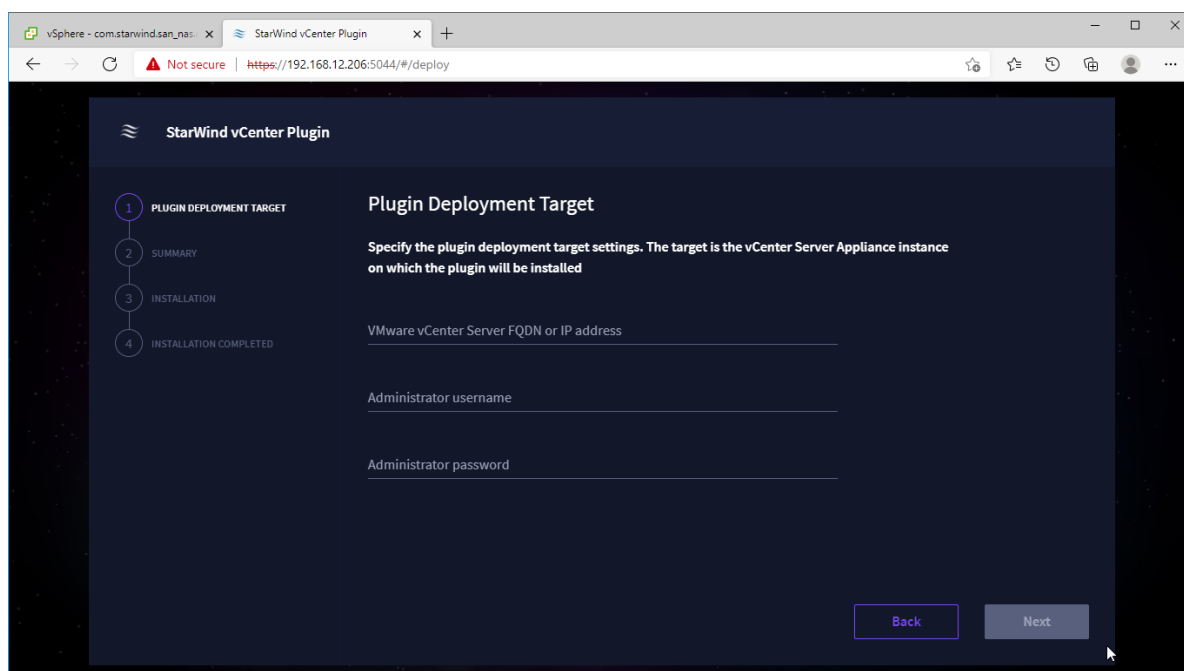 vSphere - com.starwind.san_nas.
StarWind vCenter Plugin
Not secure
https://192.168.12.206:5044/#/deploy
StarWind vCenter Plugin
1 PLUGIN DEPLOYMENT TARGET
2 SUMMARY
3 INSTALLATION
4 INSTALLATION COMPLETED
Plugin Deployment Target
Specify the plugin deployment target settings. The target is the vCenter Server Appliance instance
on which the plugin will be installed
VMware vCenter Server FQDN or IP address
Administrator username
Administrator password
Back
Next